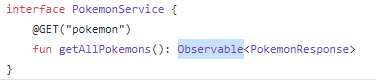 interface PokemonService {
    @GET("pokemon")
    fun getAllPokemons(): Observable<PokemonResponse>
}